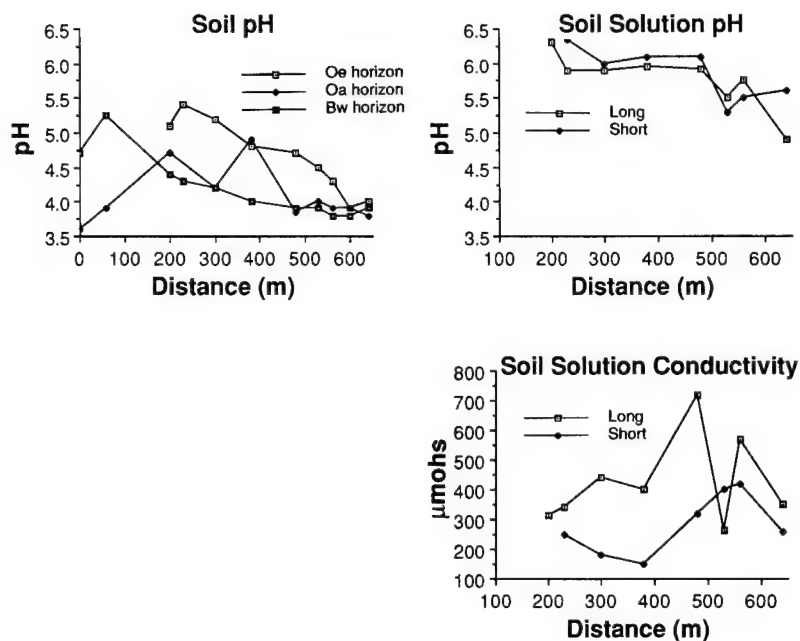 Soil pH
Oe horizon
Oa horizon
Bw horizon
pH
6.5
6.0
5.5
5.0
4.5
4.0
3.5
0 100 200 300 400 500 600
Distance (m)
Soil Solution pH
Long
Short
pH
6.5
6.0
5.5
5.0
4.5
4.0
3.5
100 200 300 400 500 600
Distance (m)
Soil Solution Conductivity
Long
Short
µmohs
800
700
600
500
400
300
200
100
100 200 300 400 500 600
Distance (m)